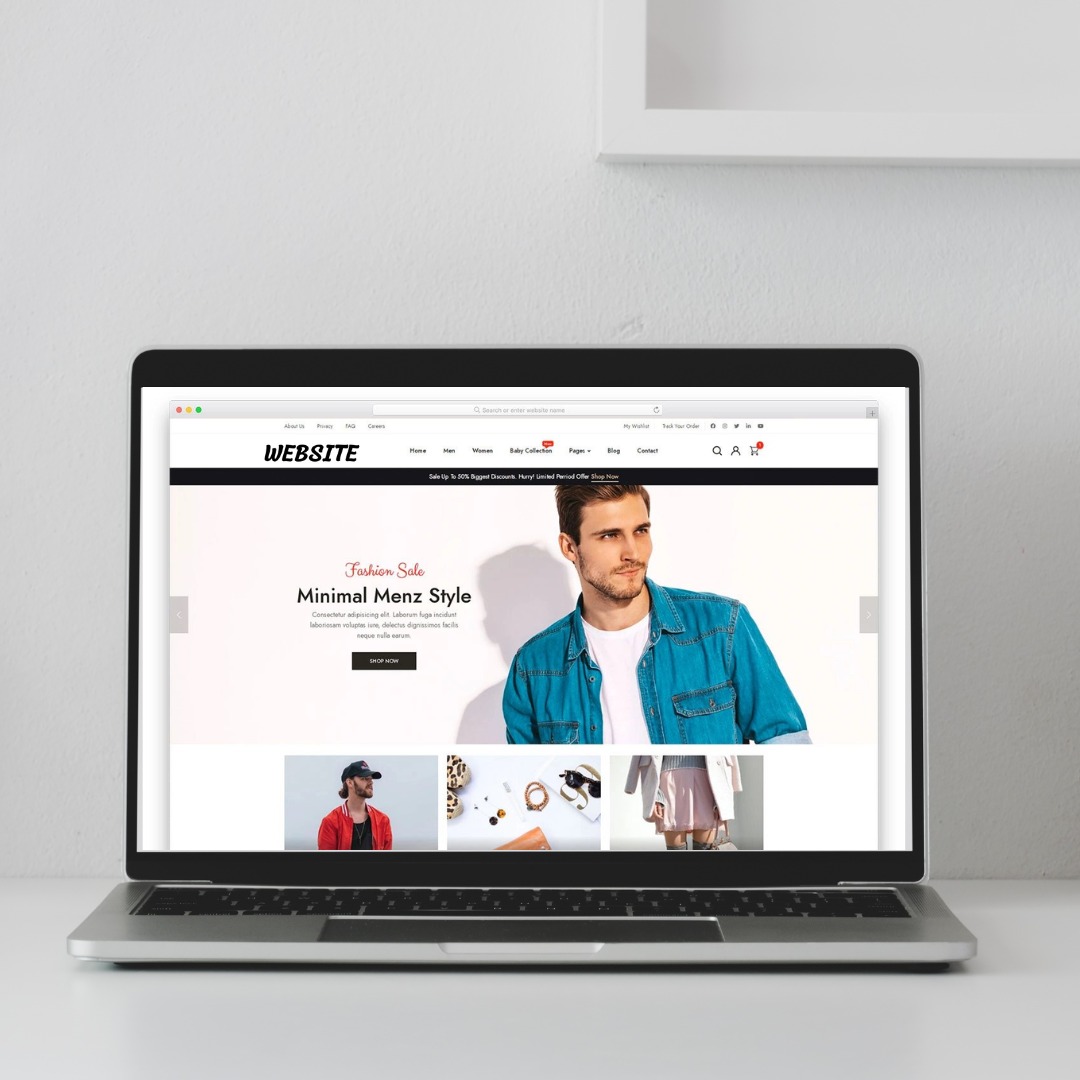 Search or enter website name
About Us Privacy FAQ Careers My Wishlist Track Your Order
WEBSITE Home Men Women Baby Collection Pages Blog Contact
Sale Up To 50% Biggest Discounts. Hurry! Limited Perriod Offer Shop Now
Fashion Sale
Minimal Menz Style
Consectetur adipisicing elit. Laborum fuga incidunt
laboriosam voluptas iure, delectus dignissimos facilis
neque nulla earum.
SHOP NOW